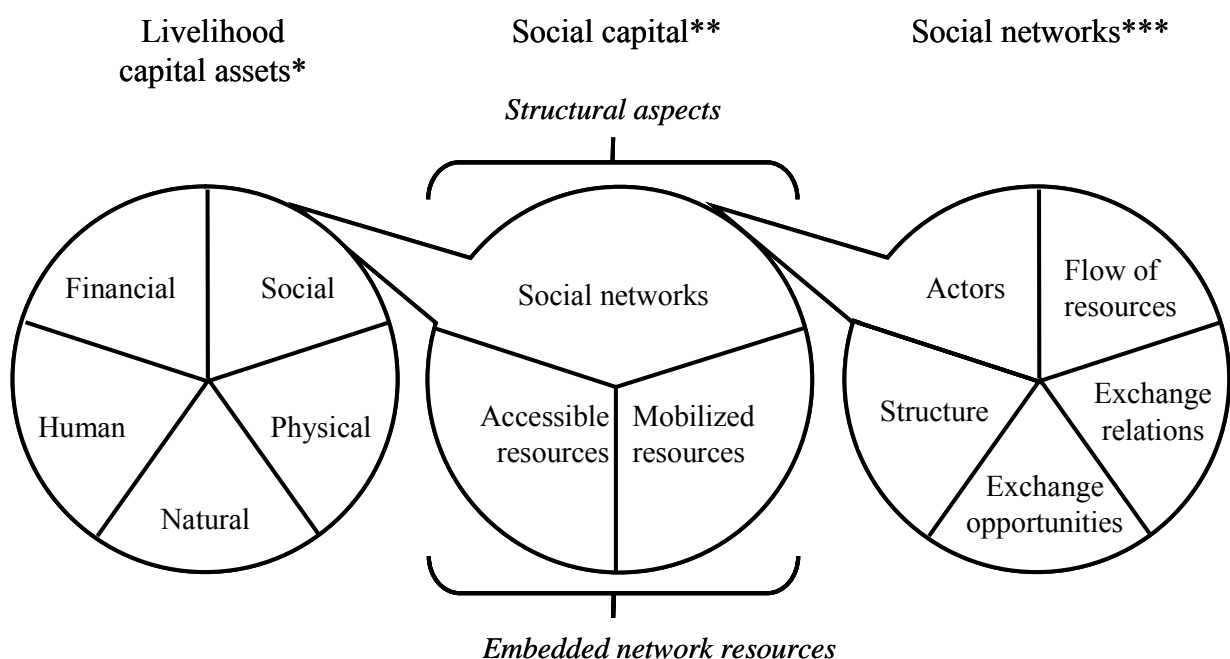 Livelihood
capital assets*
Social capital**
Social networks***
Structural aspects
Financial
Social
Human
Physical
Natural
Social networks
Accessible
resources
Mobilized
resources
Actors
Flow of
resources
Structure
Exchange
relations
Exchange
opportunities
Embedded network resources